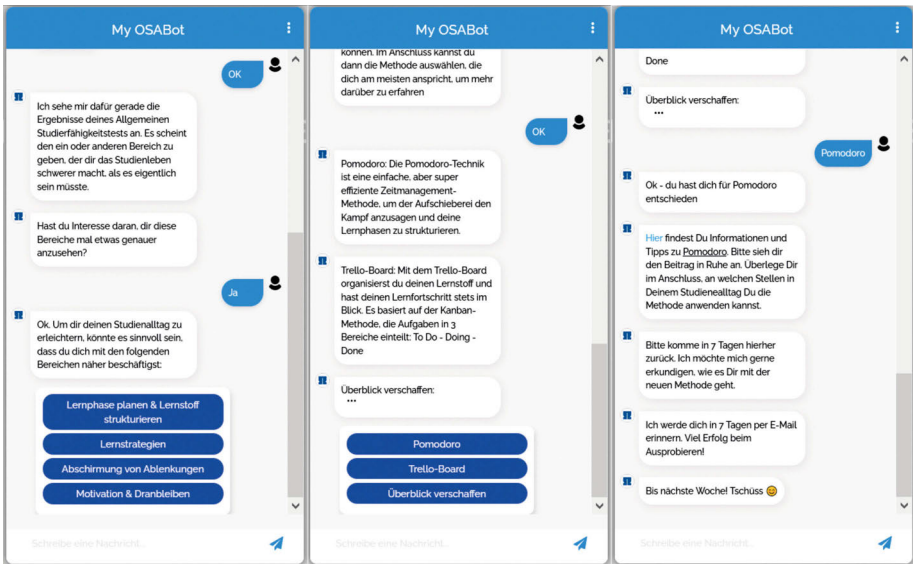 My OSABot
OK
Ich sehe mir dafür gerade die
Ergebnisse deines Allgemeinen
Studierfähigkeitstests an. Es scheint
den ein oder anderen Bereich zu
geben, der dir das Studienleben
schwerer macht, als es eigentlich
sein müsste.
Hast du Interesse daran, dir diese
Bereiche mal etwas genauer
anzusehen?
Ja
Ok. Um dir deinen Studienalltag zu
erleichtern, könnte es sinnvoll sein,
dass du dich mit den folgenden
Bereichen näher beschäftigst:
Lernphase planen & Lernstoff
strukturieren
Lernstrategien
Abschirmung von Ablenkungen
Motivation & Dranbleiben
Schreibe eine Nachricht...
My OSABot
können. Im Anschluss kannst du
dann die Methode auswählen, die
dich am meisten anspricht, um mehr
darüber zu erfahren
OK
Pomodoro: Die Pomodoro-Technik
ist eine einfache, aber super
effiziente Zeitmanagement-
Methode, um der Aufschieberei den
Kampf anzusagen und deine
Lernphasen zu strukturieren.
Trello-Board: Mit dem Trello-Board
organisierst du deinen Lernstoff und
hast deinen Lernfortschritt stets im
Blick. Es basiert auf der Kanban-
Methode, die Aufgaben in 3
Bereiche einteilt: To Do - Doing -
Done
Überblick verschaffen:
***
Pomodoro
Trello-Board
Überblick verschaffen
Schreibe eine Nachricht...
My OSABot
Done
Überblick verschaffen:
***
Pomodoro
Ok - du hast dich für Pomodoro
entschieden
Hier findest Du Informationen und
Tipps zu Pomodoro. Bitte sieh dir
den Beitrag in Ruhe an. Überlege Dir
im Anschluss, an welchen Stellen in
Deinem Studienealltag Du die
Methode anwenden kannst.
Bitte komme in 7 Tagen hierher
zurück. Ich möchte mich gerne
erkundigen, wie es Dir mit der
neuen Methode geht.
Ich werde dich in 7 Tagen per E-Mail
erinnern. Viel Erfolg beim
Ausprobieren!
Bis nächste Woche! Tschüss 😊
Schreibe eine Nachricht...